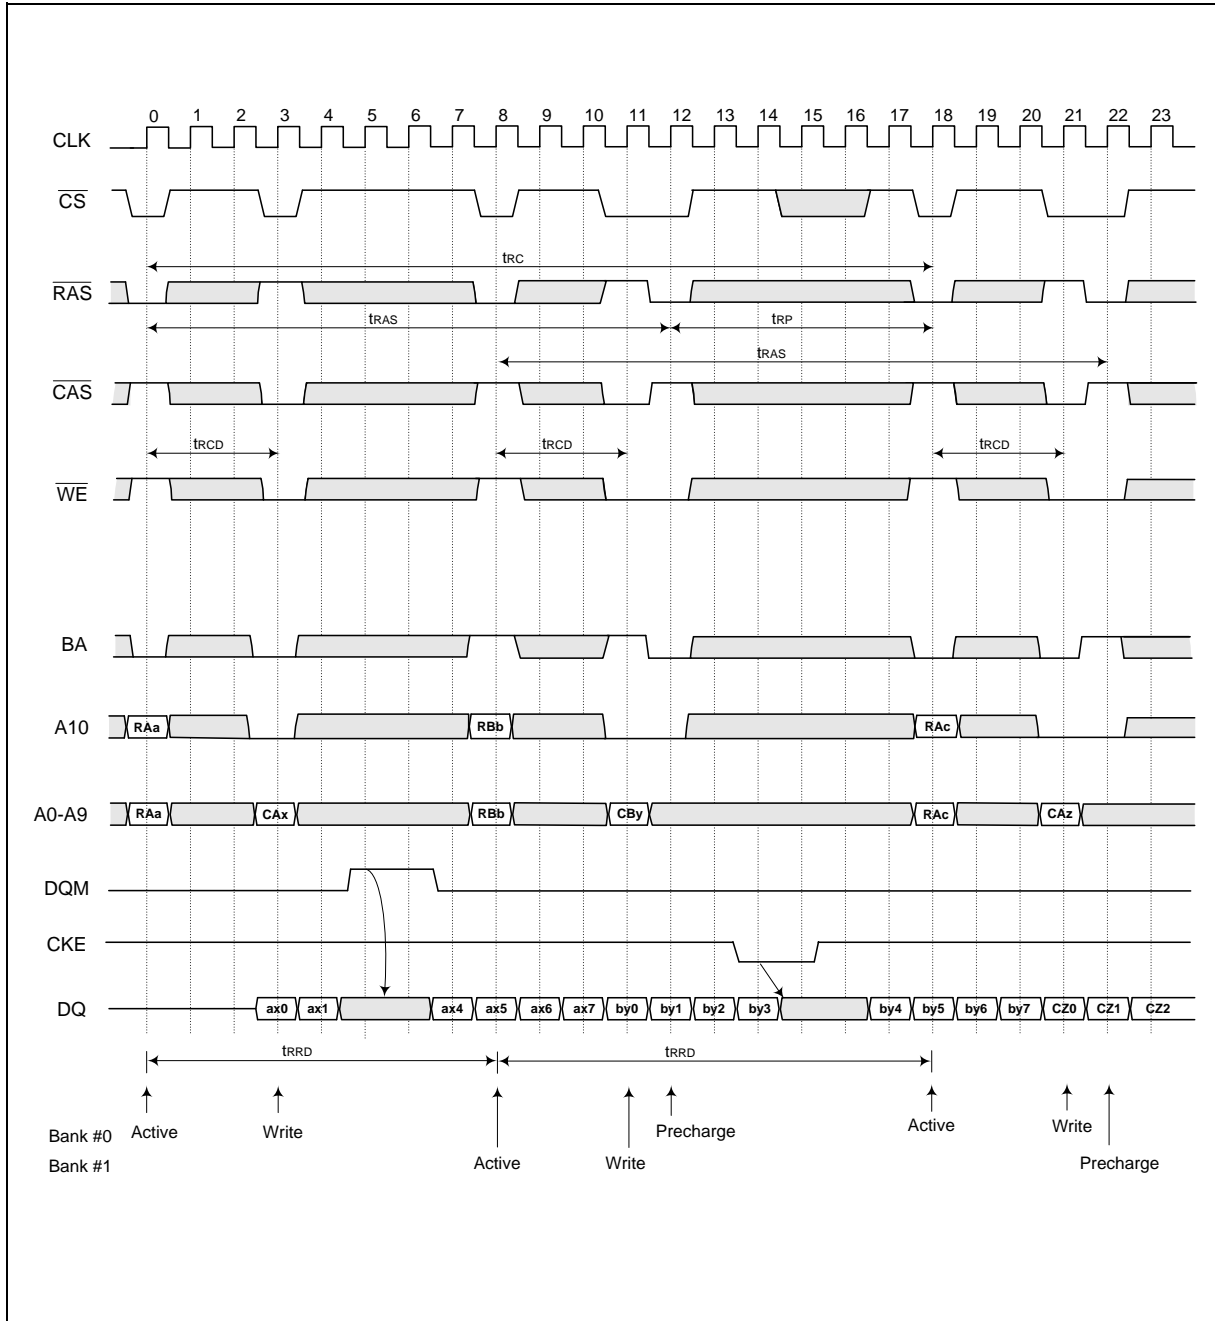 0 1 2 3 4 5 6 7 8 9 10 11 12 13 14 15 16 17 18 19 20 21 22 23
CLK
CS
tRC
RAS
tRAS tRP
tRAS
CAS
tRCD tRCD tRCD
WE
BA
A10 RAa RBb RAc
A0-A9 RAa CAx RBb CBy RAc CAz
DQM
CKE
DQ ax0 ax1 ax4 ax5 ax6 ax7 by0 by1 by2 by3 by4 by5 by6 by7 CZ0 CZ1 CZ2
tRRD tRRD
Bank #0 Active Write Precharge Active Write
Bank #1 Active Write Precharge